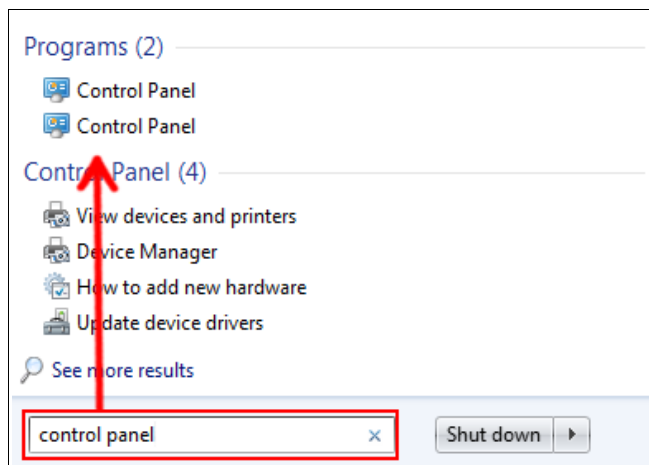 Programs (2)
Control Panel
Control Panel
Control Panel (4)
View devices and printers
Device Manager
How to add new hardware
Update device drivers
See more results
control panel
Shut down